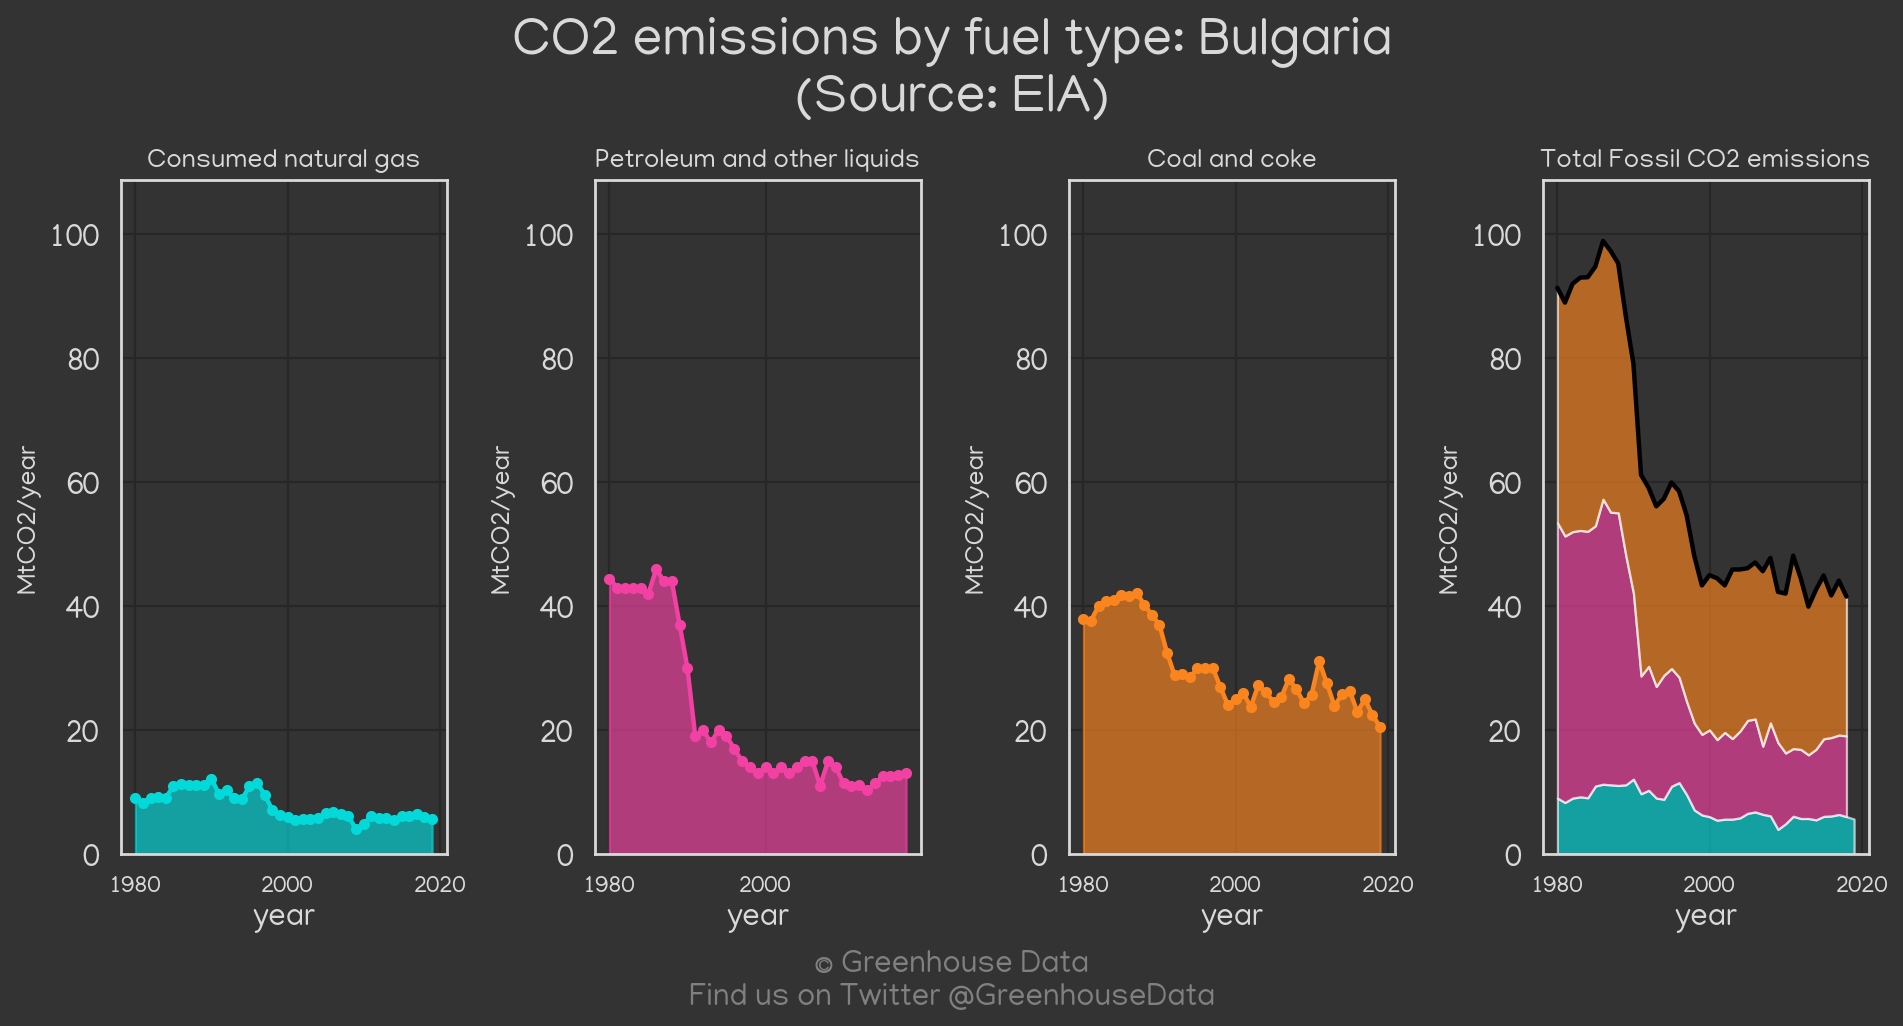 CO2 emissions by fuel type: Bulgaria
(Source: EIA)
Consumed natural gas
Petroleum and other liquids
Coal and coke
Total Fossil CO2 emissions
MtCO2/year
100
80
60
40
20
0
1980
2000
2020
year
MtCO2/year
100
80
60
40
20
0
1980
2000
year
MtCO2/year
100
80
60
40
20
0
1980
2000
2020
year
MtCO2/year
100
80
60
40
20
0
1980
2000
2020
year
© Greenhouse Data
Find us on Twitter @GreenhouseData